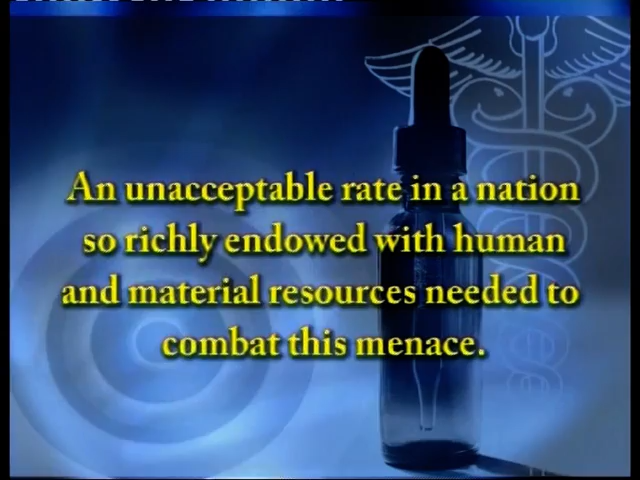 An unacceptable rate in a nation
so richly endowed with human
and material resources needed to
combat this menace.